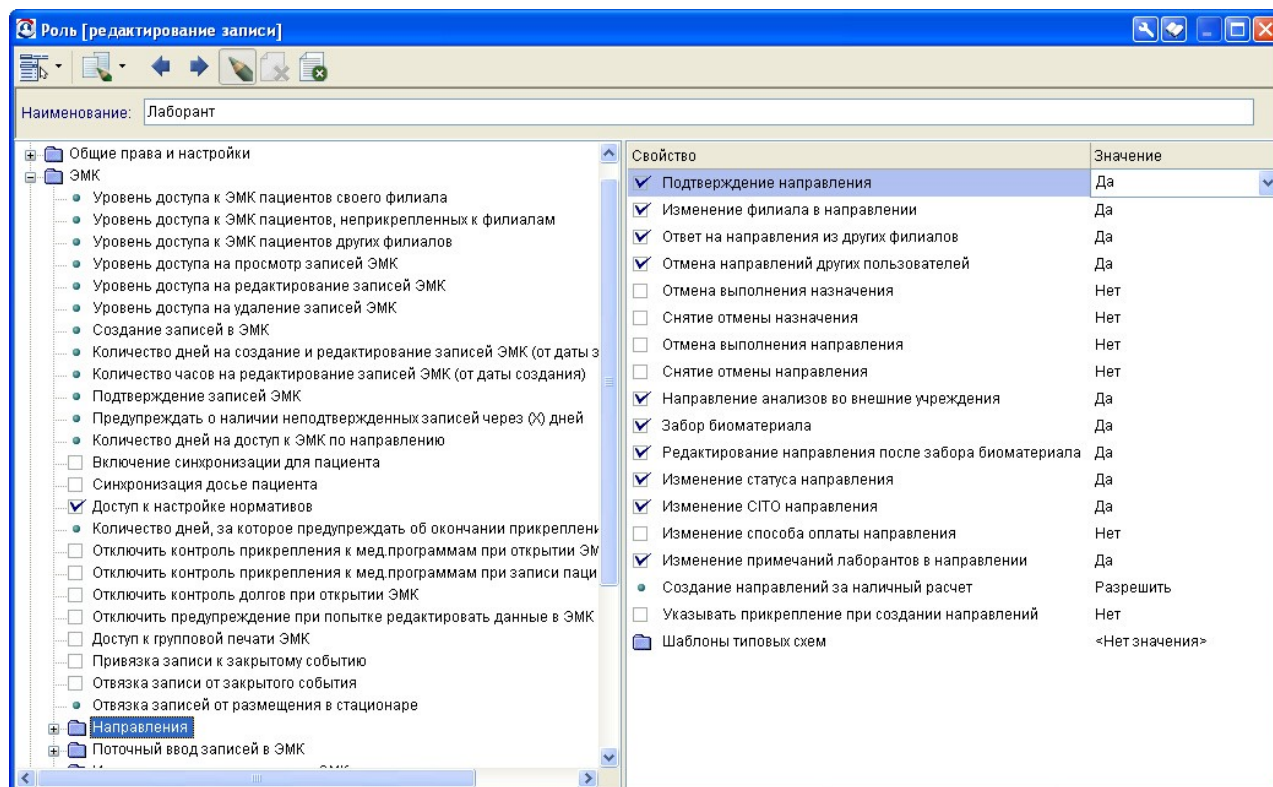 Роль [редактирование записи]
Наименование: Лаборант
Общие права и настройки
ЭМК
Уровень доступа к ЭМК пациентов своего филиала
Уровень доступа к ЭМК пациентов, неприкрепленных к филиалам
Уровень доступа к ЭМК пациентов других филиалов
Уровень доступа на просмотр записей ЭМК
Уровень доступа на редактирование записей ЭМК
Уровень доступа на удаление записей ЭМК
Создание записей в ЭМК
Количество дней на создание и редактирование записей ЭМК (от даты з
Количество часов на редактирование записей ЭМК (от даты создания)
Подтверждение записей ЭМК
Предупреждать о наличии неподтвержденных записей через (X) дней
Количество дней на доступ к ЭМК по направлению
Включение синхронизации для пациента
Синхронизация досье пациента
Доступ к настройке нормативов
Количество дней, за которое предупреждать об окончании прикреплени
Отключить контроль прикрепления к мед.программам при открытии ЭМ
Отключить контроль прикрепления к мед.программам при записи паци
Отключить контроль долгов при открытии ЭМК
Отключить предупреждение при попытке редактировать данные в ЭМК
Доступ к групповой печати ЭМК
Привязка записи к закрытому событию
Отвязка записи от закрытого события
Отвязка записей от размещения в стационаре
Направления
Поточный ввод записей в ЭМК
Свойство Значение
Подтверждение направления Да
Изменение филиала в направлении Да
Ответ на направления из других филиалов Да
Отмена направлений других пользователей Да
Отмена выполнения назначения Нет
Снятие отмены назначения Нет
Отмена выполнения направления Нет
Снятие отмены направления Нет
Направление анализов во внешние учреждения Да
Забор биоматериала Да
Редактирование направления после забора биоматериала Да
Изменение статуса направления Да
Изменение CITO направления Да
Изменение способа оплаты направления Нет
Изменение примечаний лаборантов в направлении Да
Создание направлений за наличный расчет Разрешить
Указывать прикрепление при создании направлений Нет
Шаблоны типовых схем <Нет значения>